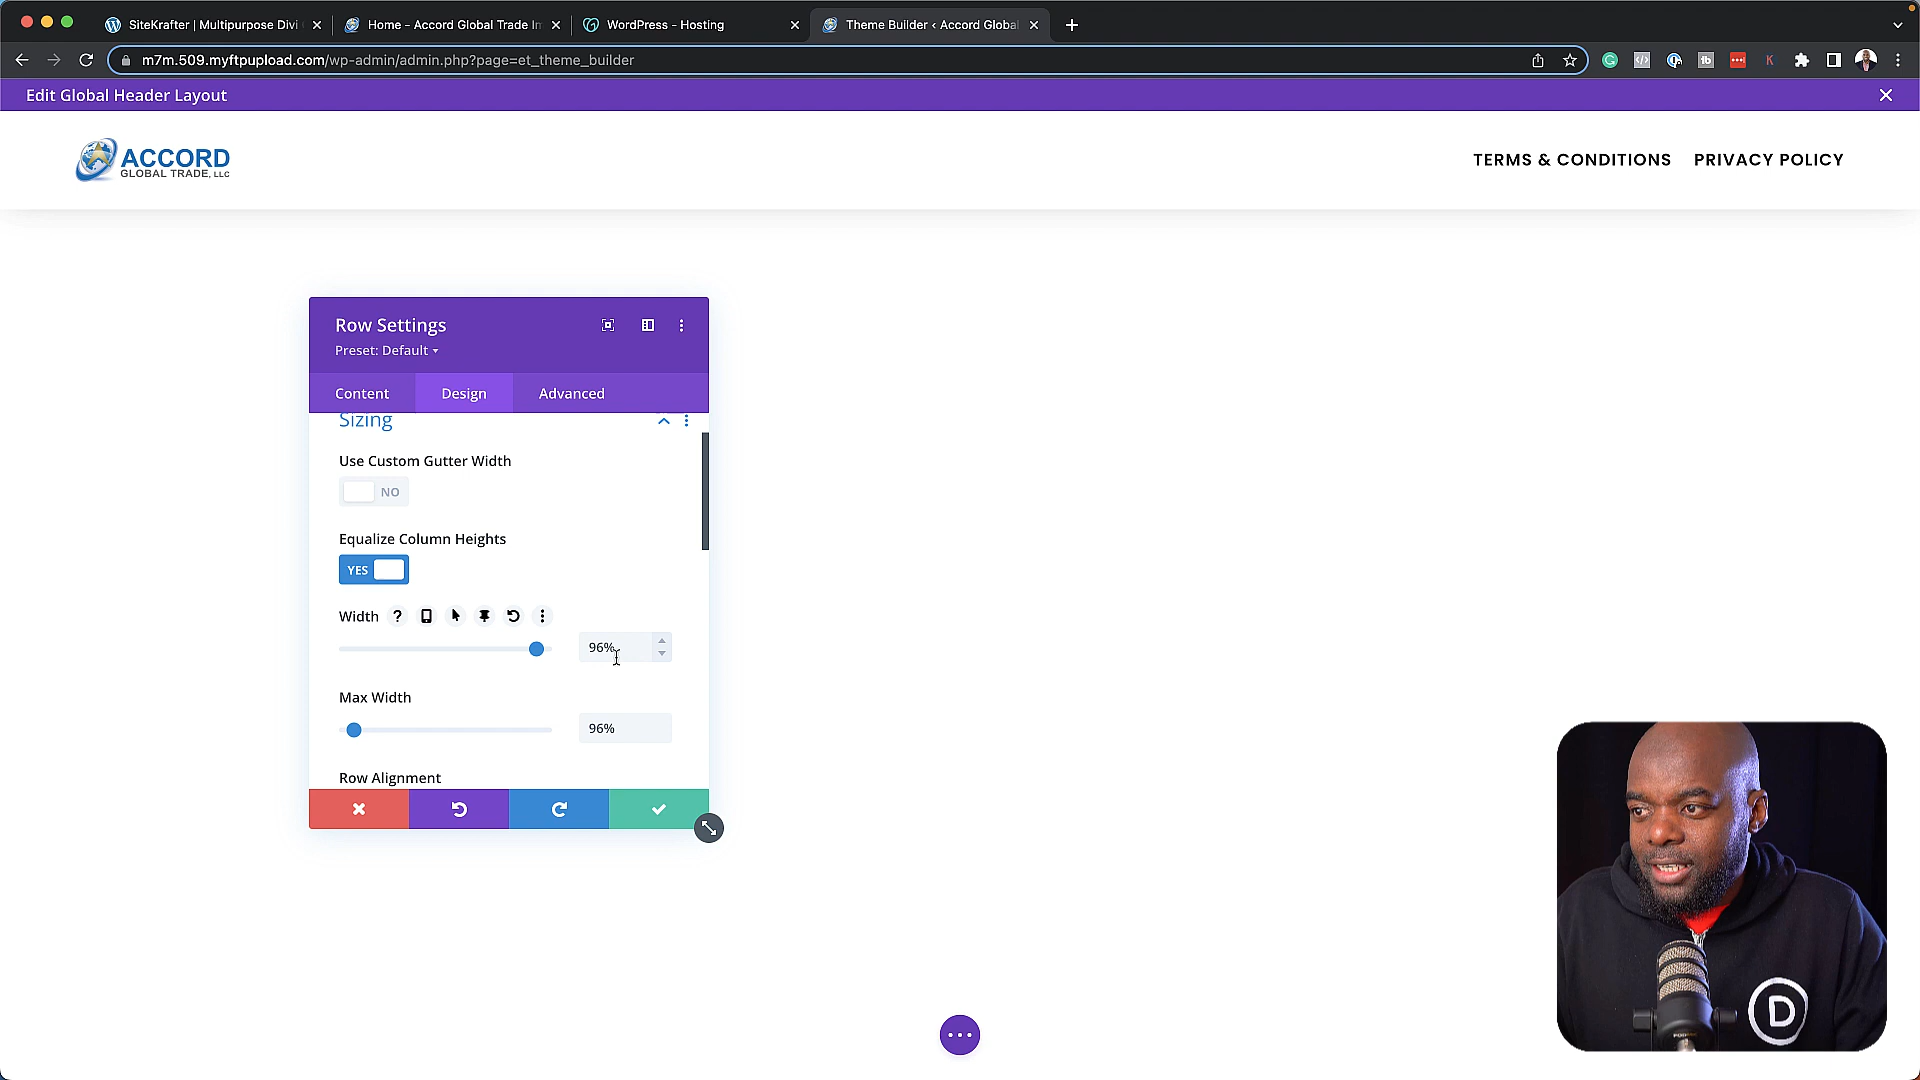 SiteKrafter | Multipurpose Divi
Home - Accord Global Trade In
WordPress - Hosting
Theme Builder ‹ Accord Global
m7m.509.myftpupload.com/wp-admin/admin.php?page=et_theme_builder
Edit Global Header Layout
ACCORD
GLOBAL TRADE, LLC
TERMS & CONDITIONS PRIVACY POLICY
Row Settings
Preset: Default
Content Design Advanced
Sizing
Use Custom Gutter Width
NO
Equalize Column Heights
YES
Width ?
96%
Max Width
96%
Row Alignment
D